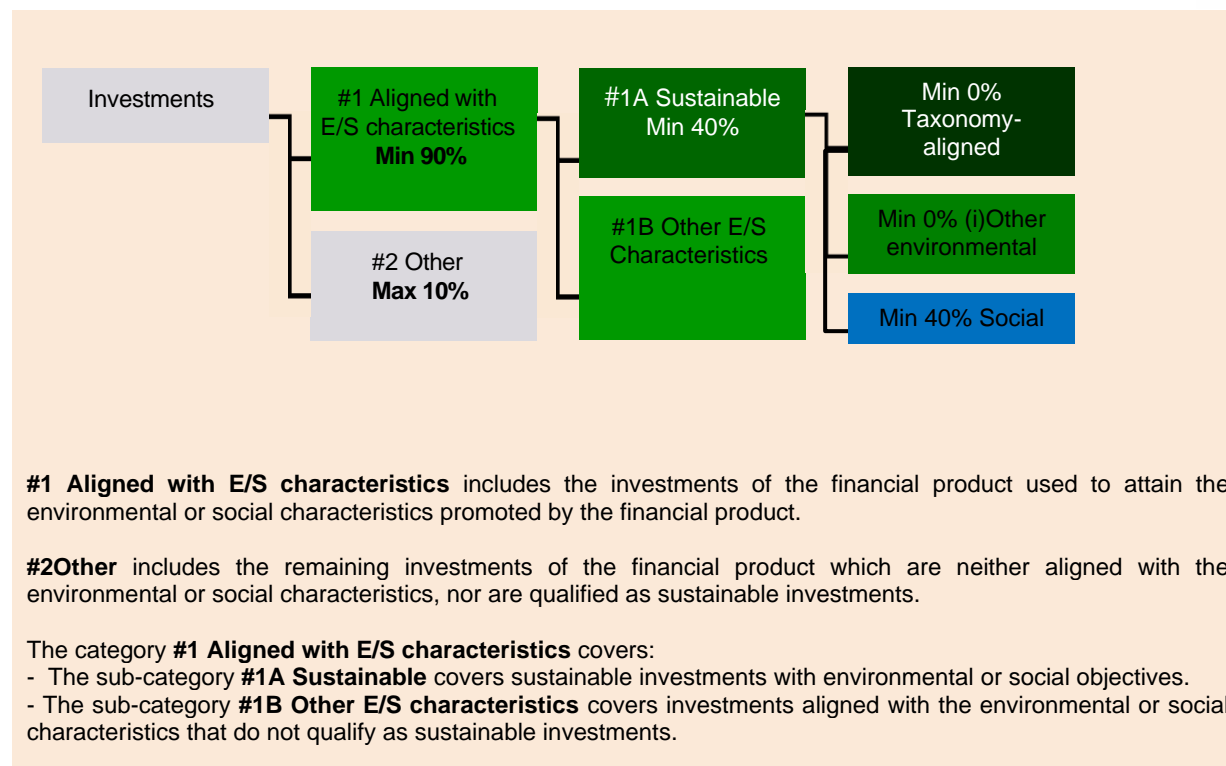 Investments
#1 Aligned with
E/S characteristics
Min 90%
#2 Other
Max 10%
#1A Sustainable
Min 40%
#1B Other E/S
Characteristics
Min 0%
Taxonomy-
aligned
Min 0% (i)Other
environmental
Min 40% Social
#1 Aligned with E/S characteristics includes the investments of the financial product used to attain the
environmental or social characteristics promoted by the financial product.
#2Other includes the remaining investments of the financial product which are neither aligned with the
environmental or social characteristics, nor are qualified as sustainable investments.
The category #1 Aligned with E/S characteristics covers:
- The sub-category #1A Sustainable covers sustainable investments with environmental or social objectives.
- The sub-category #1B Other E/S characteristics covers investments aligned with the environmental or social
characteristics that do not qualify as sustainable investments.